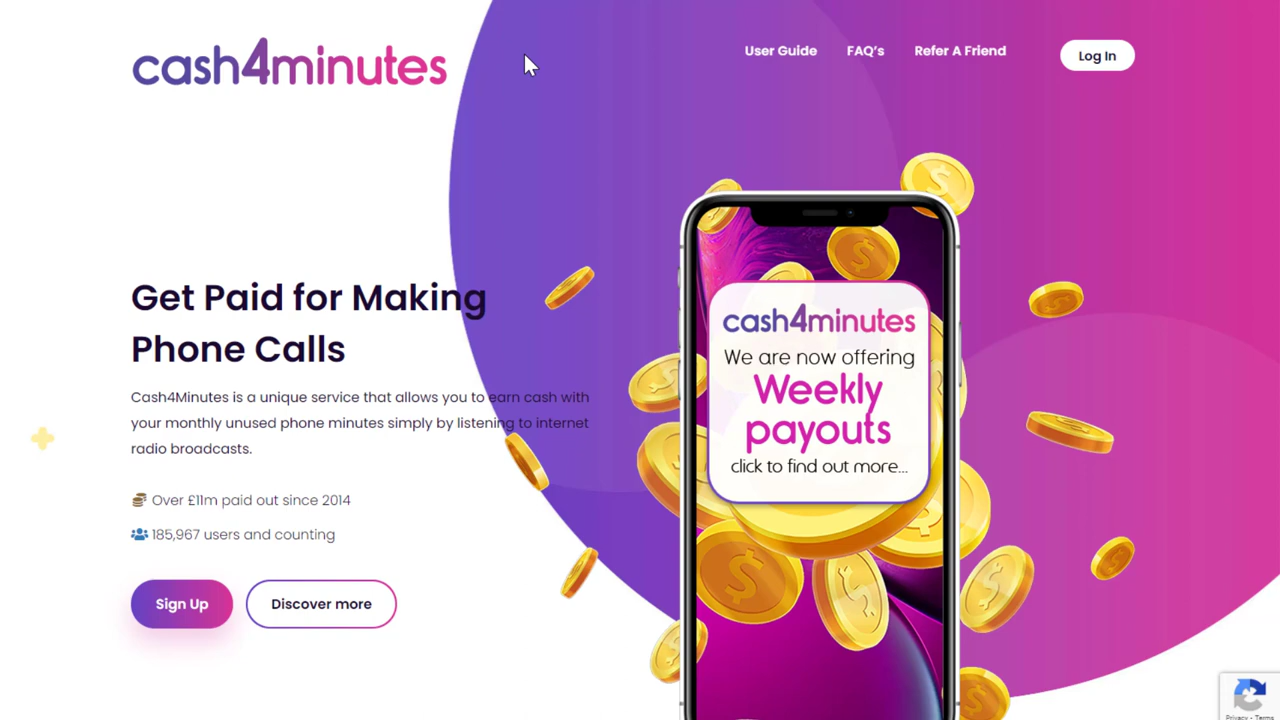 cash4minutes
User Guide
FAQ's
Refer A Friend
Log In
Get Paid for Making
Phone Calls
Cash4Minutes is a unique service that allows you to earn cash with
your monthly unused phone minutes simply by listening to internet
radio broadcasts.
Over £11m paid out since 2014
185,967 users and counting
Sign Up
Discover more
cash4minutes
We are now offering
Weekly
payouts
click to find out more...
Privacy - Terms